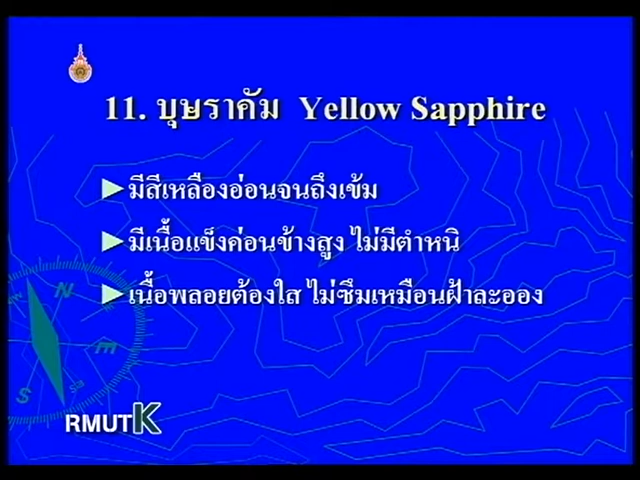 11. บุษราคัม Yellow Sapphire
มีสีเหลืองอ่อนจนถึงเข้ม
มีเนื้อแข็งค่อนข้างสูง ไม่มีตำหนิ
เนื้อพลอยต้องใส ไม่ซึมเหมือนฝ้าละออง
N
m
S
RMUTK